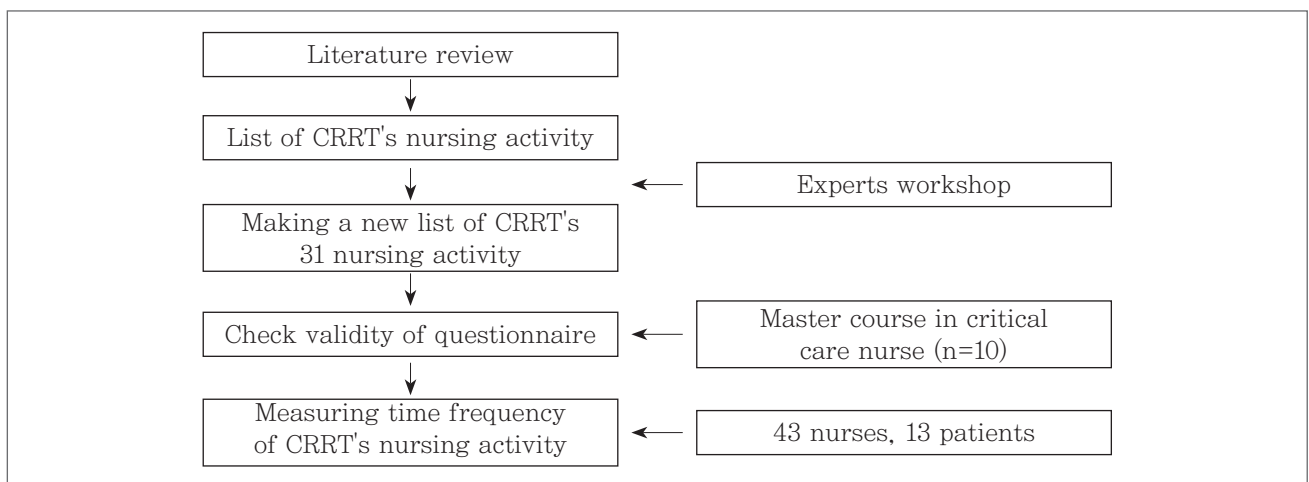 Literature review
List of CRRT's nursing activity
Experts workshop
Making a new list of CRRT's
31 nursing activity
Check validity of questionnaire
Master course in critical
care nurse (n=10)
Measuring time frequency
of CRRT's nursing activity
43 nurses, 13 patients